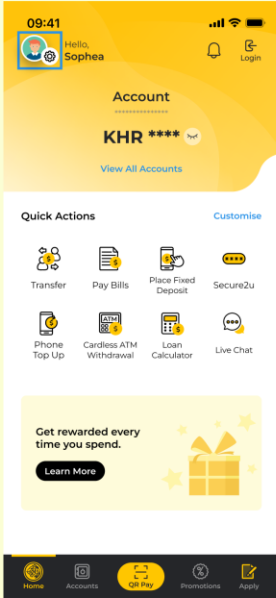 09:41
Hello,
Sophea
Login
Account
KHR ****
View All Accounts
Quick Actions
Customise
Transfer
Pay Bills
Place Fixed
Deposit
Secure2u
Phone
Top Up
ATM
Cardless ATM
Withdrawal
Loan
Calculator
Live Chat
Get rewarded every
time you spend.
Learn More
Home
Accounts
QR Pay
Promotions
Apply